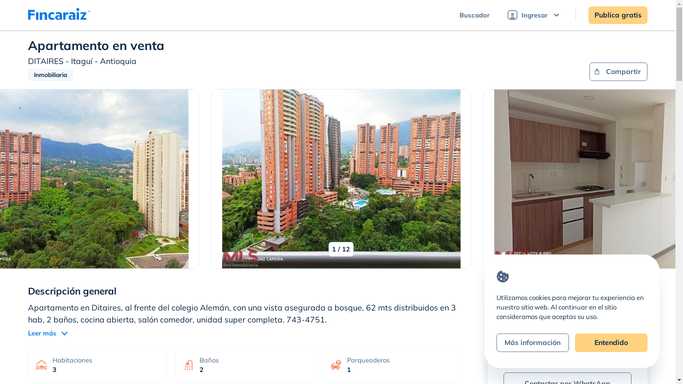 Fincaraiz
Buscador
Ingresar
Publica gratis
Apartamento en venta
DITAIRES - Itaguí - Antioquia
Inmobiliaria
Compartir
1 / 12
Descripción general
Apartamento en Ditaires, al frente del colegio Alemán, con una vista asegurada a bosque, 62 mts distribuidos en 3
hab, 2 baños, cocina abierta, salón comedor, unidad super completa. 743-4751.
Leer más
Habitaciones
3
Baños
2
Parqueaderos
1
Utilizamos cookies para mejorar tu experiencia en
nuestro sitio web. Al continuar en el sitio
consideramos que aceptas su uso.
Más información
Entendido
Contactar por WhatsApp